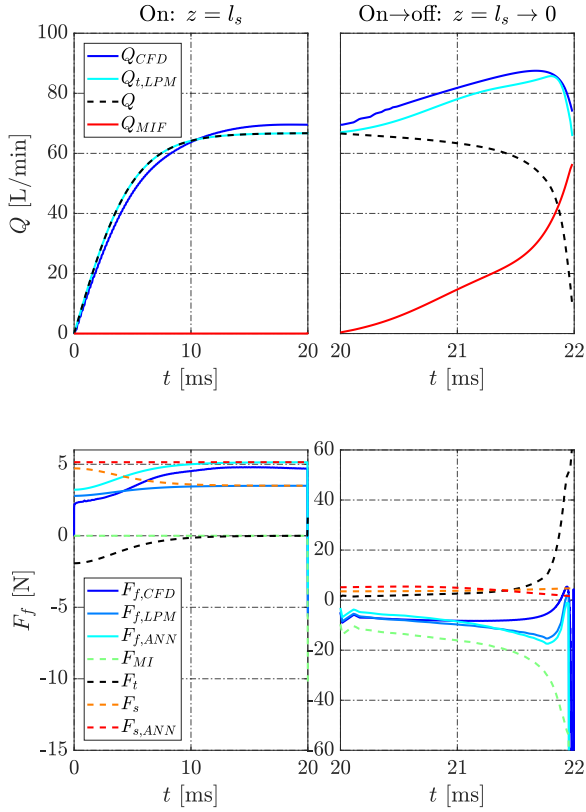 On: z = l_s
On→off: z = l_s → 0
Q [L/min]
100
80
60
40
20
0
Q_CFD
Q_t,LPM
Q
Q_MIF
0
10
20
t [ms]
20
21
22
t [ms]
F_f [N]
5
0
-5
-10
-15
F_f,CFD
F_f,LPM
F_f,ANN
F_MI
F_t
F_s
F_s,ANN
0
10
20
t [ms]
60
40
20
0
-20
-40
-60
20
21
22
t [ms]